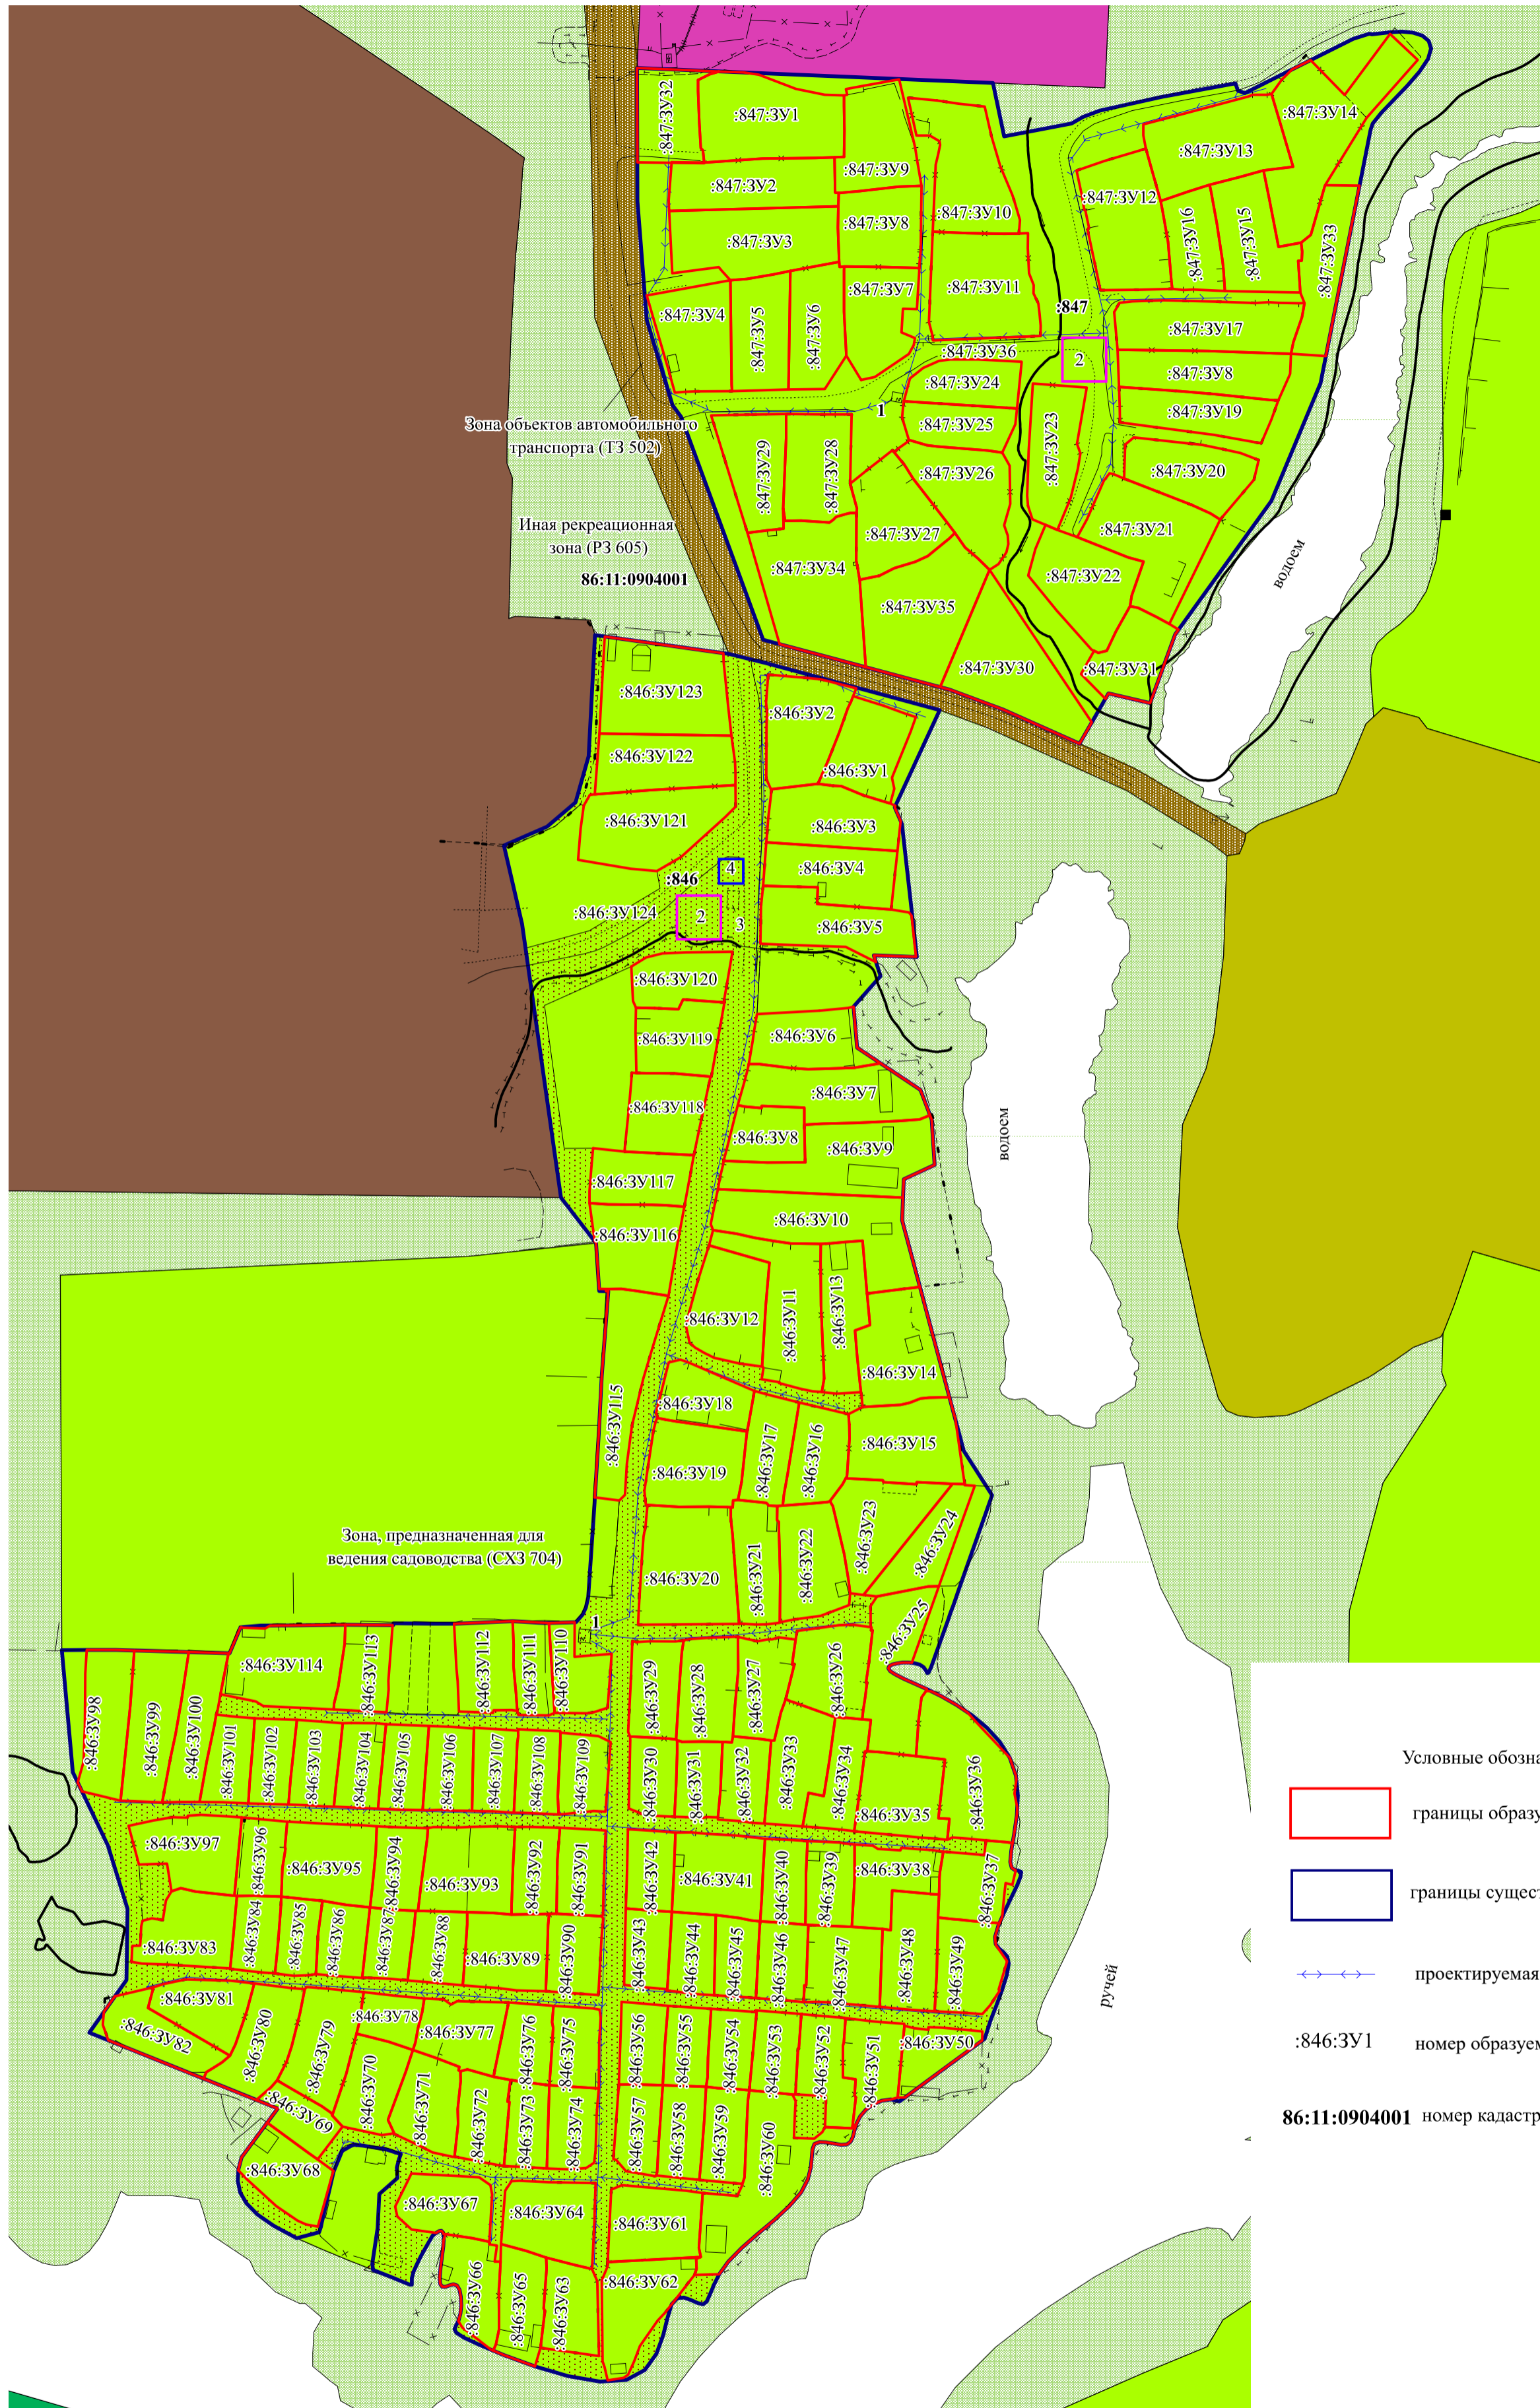 :847:ЗУ32
:847:ЗУ1
:847:ЗУ14
:847:ЗУ13
:847:ЗУ9
:847:ЗУ2
:847:ЗУ12
:847:ЗУ10
:847:ЗУ8
:847:ЗУ16
:847:ЗУ15
:847:ЗУ33
:847:ЗУ3
:847:ЗУ7
:847:ЗУ11
:847
:847:ЗУ4
:847:ЗУ5
:847:ЗУ6
:847:ЗУ17
:847:ЗУ36
2
:847:ЗУ8
:847:ЗУ24
1
:847:ЗУ19
:847:ЗУ25
Зона объектов автомобильного
транспорта (ТЗ 502)
:847:ЗУ23
:847:ЗУ29
:847:ЗУ28
:847:ЗУ26
:847:ЗУ20
Иная рекреационная
зона (РЗ 605)
86:11:0904001
:847:ЗУ27
:847:ЗУ21
:847:ЗУ34
:847:ЗУ22
водоем
:847:ЗУ35
:847:ЗУ30
:847:ЗУ31
:846:ЗУ123
:846:ЗУ2
:846:ЗУ122
:846:ЗУ1
:846:ЗУ121
:846:ЗУ3
4
:846
:846:ЗУ4
:846:ЗУ124
2
3
:846:ЗУ5
:846:ЗУ120
:846:ЗУ119
:846:ЗУ6
:846:ЗУ7
:846:ЗУ118
:846:ЗУ8
:846:ЗУ9
водоем
:846:ЗУ117
:846:ЗУ10
:846:ЗУ116
:846:ЗУ12
:846:ЗУ11
:846:ЗУ13
:846:ЗУ14
:846:ЗУ115
:846:ЗУ18
:846:ЗУ17
:846:ЗУ16
:846:ЗУ15
:846:ЗУ19
Зона, предназначенная для
ведения садоводства (СХЗ 704)
:846:ЗУ23
:846:ЗУ24
:846:ЗУ20
:846:ЗУ21
:846:ЗУ22
1
:846:ЗУ25
:846:ЗУ114
:846:ЗУ113
:846:ЗУ112
:846:ЗУ111
:846:ЗУ110
:846:ЗУ29
:846:ЗУ28
:846:ЗУ27
:846:ЗУ26
:846:ЗУ98
:846:ЗУ99
:846:ЗУ100
:846:ЗУ101
:846:ЗУ102
:846:ЗУ103
:846:ЗУ104
:846:ЗУ105
:846:ЗУ106
:846:ЗУ107
:846:ЗУ108
:846:ЗУ109
:846:ЗУ30
:846:ЗУ31
:846:ЗУ32
:846:ЗУ33
:846:ЗУ34
:846:ЗУ35
:846:ЗУ36
:846:ЗУ97
:846:ЗУ96
:846:ЗУ95
:846:ЗУ94
:846:ЗУ93
:846:ЗУ92
:846:ЗУ91
:846:ЗУ42
:846:ЗУ41
:846:ЗУ40
:846:ЗУ39
:846:ЗУ38
:846:ЗУ37
:846:ЗУ83
:846:ЗУ84
:846:ЗУ85
:846:ЗУ86
:846:ЗУ87
:846:ЗУ88
:846:ЗУ89
:846:ЗУ90
:846:ЗУ43
:846:ЗУ44
:846:ЗУ45
:846:ЗУ46
:846:ЗУ47
:846:ЗУ48
:846:ЗУ49
ручей
:846:ЗУ81
:846:ЗУ82
:846:ЗУ80
:846:ЗУ79
:846:ЗУ78
:846:ЗУ77
:846:ЗУ76
:846:ЗУ75
:846:ЗУ56
:846:ЗУ55
:846:ЗУ54
:846:ЗУ53
:846:ЗУ52
:846:ЗУ51
:846:ЗУ50
:846:ЗУ69
:846:ЗУ70
:846:ЗУ71
:846:ЗУ72
:846:ЗУ73
:846:ЗУ74
:846:ЗУ57
:846:ЗУ58
:846:ЗУ59
:846:ЗУ60
:846:ЗУ68
:846:ЗУ67
:846:ЗУ64
:846:ЗУ61
:846:ЗУ66
:846:ЗУ65
:846:ЗУ63
:846:ЗУ62
Условные обозна
границы образу
границы сущест
проектируемая
:846:ЗУ1 номер образуем
86:11:0904001 номер кадастр